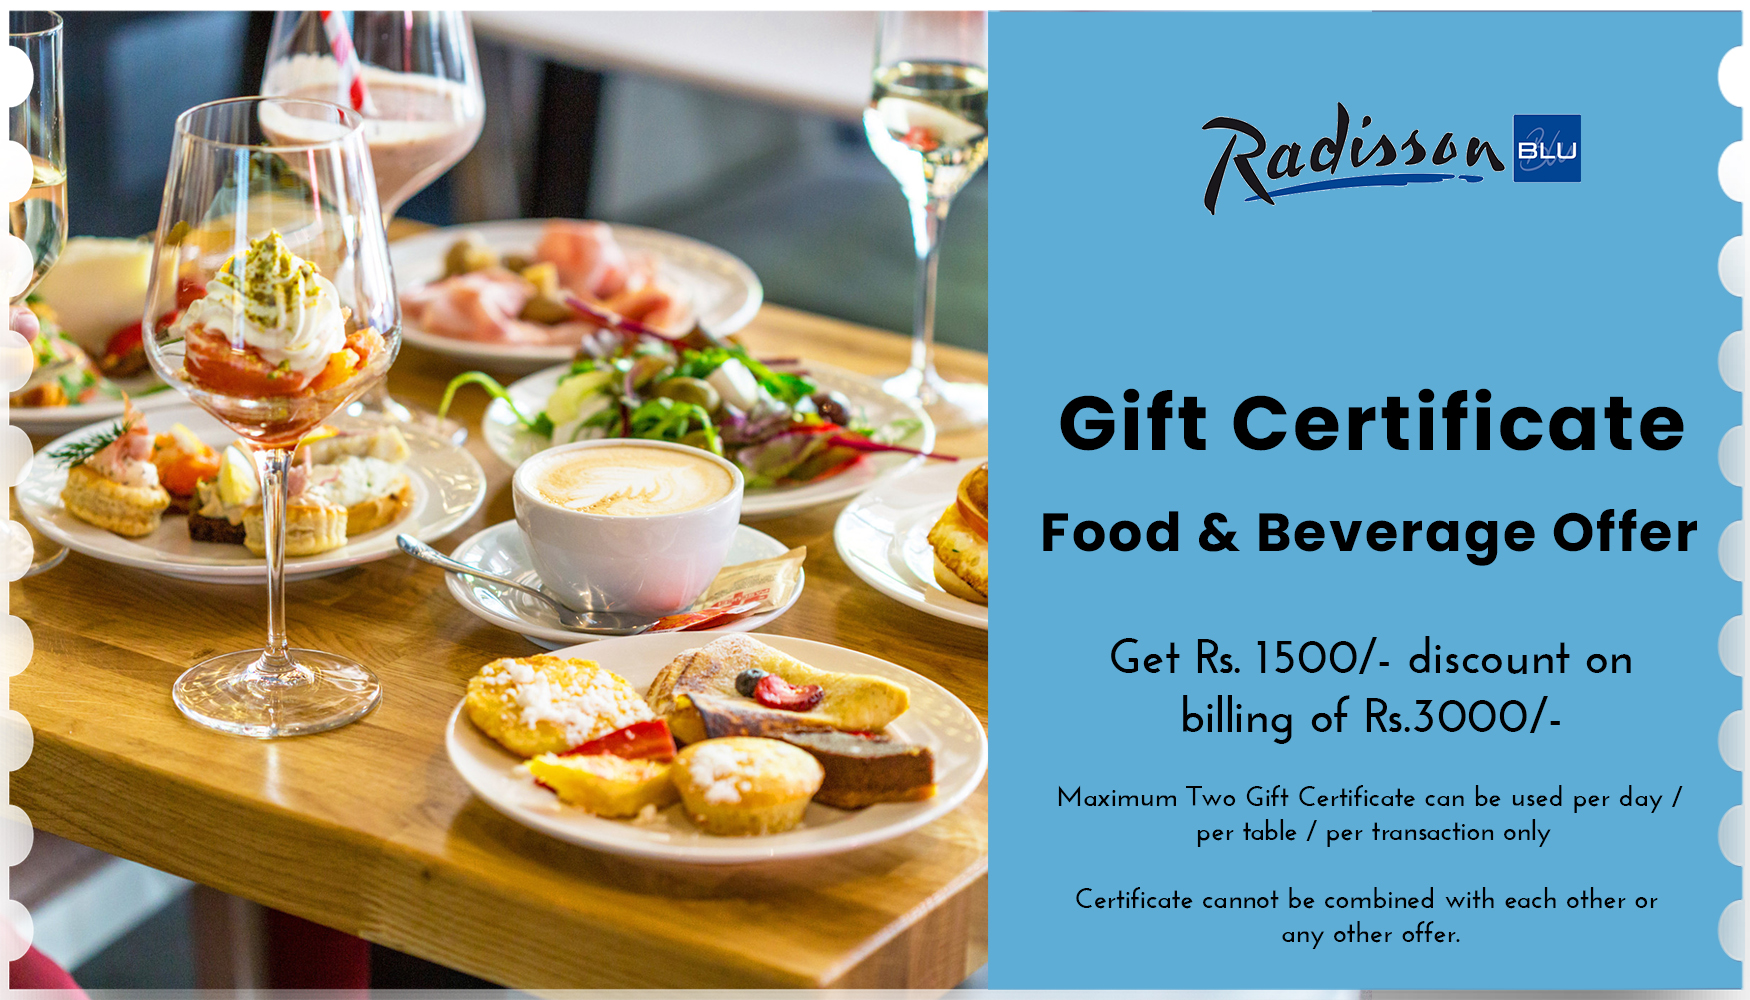 Radisson BLU
Gift Certificate
Food & Beverage Offer
Get Rs. 1500/- discount on
billing of Rs.3000/-
Maximum Two Gift Certificate can be used per day /
per table / per transaction only
Certificate cannot be combined with each other or
any other offer.